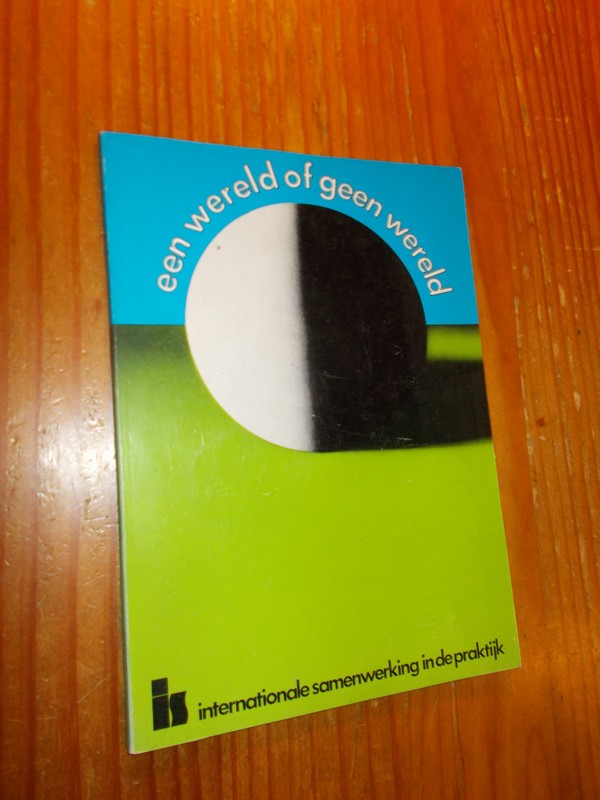 een wereld of geen wereld
is internationale samenwerking in de praktijk